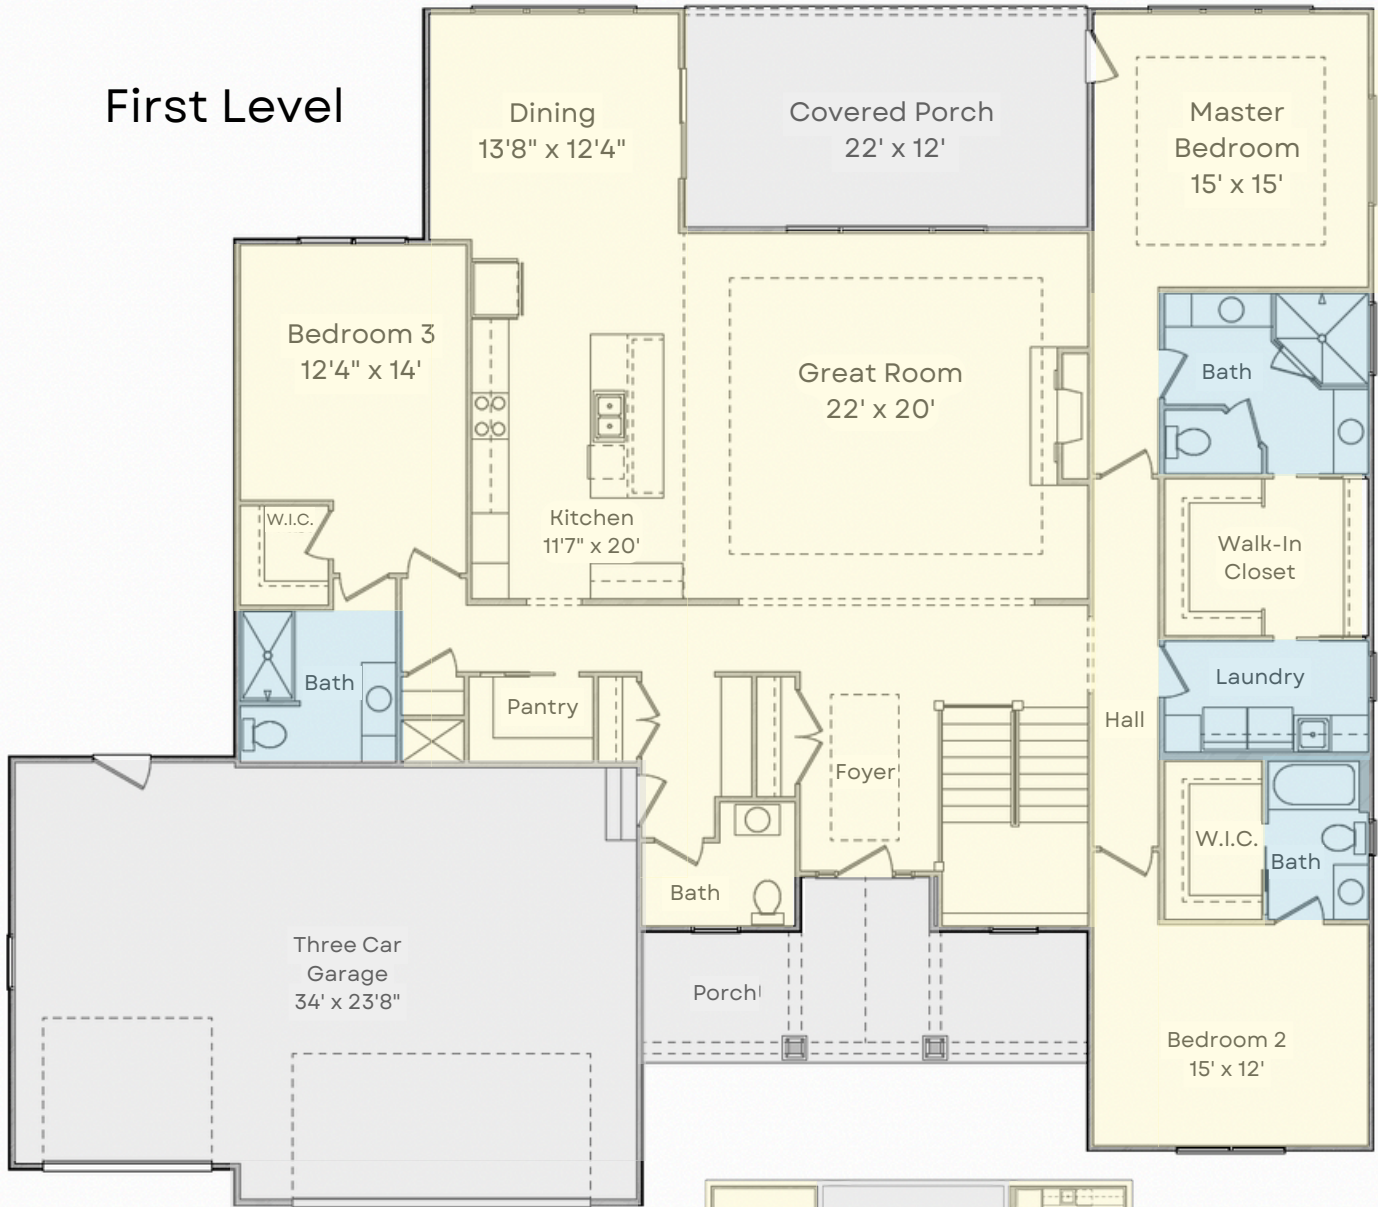 First Level
Dining
13'8" x 12'4"
Covered Porch
22' x 12'
Master
Bedroom
15' x 15'
Bedroom 3
12'4" x 14'
Great Room
22' x 20'
Bath
Kitchen
11'7" x 20'
W.I.C.
Walk-In
Closet
Bath
Pantry
Laundry
Hall
Foyer
W.I.C.
Bath
Bath
Three Car
Garage
34' x 23'8"
Porch
Bedroom 2
15' x 12'